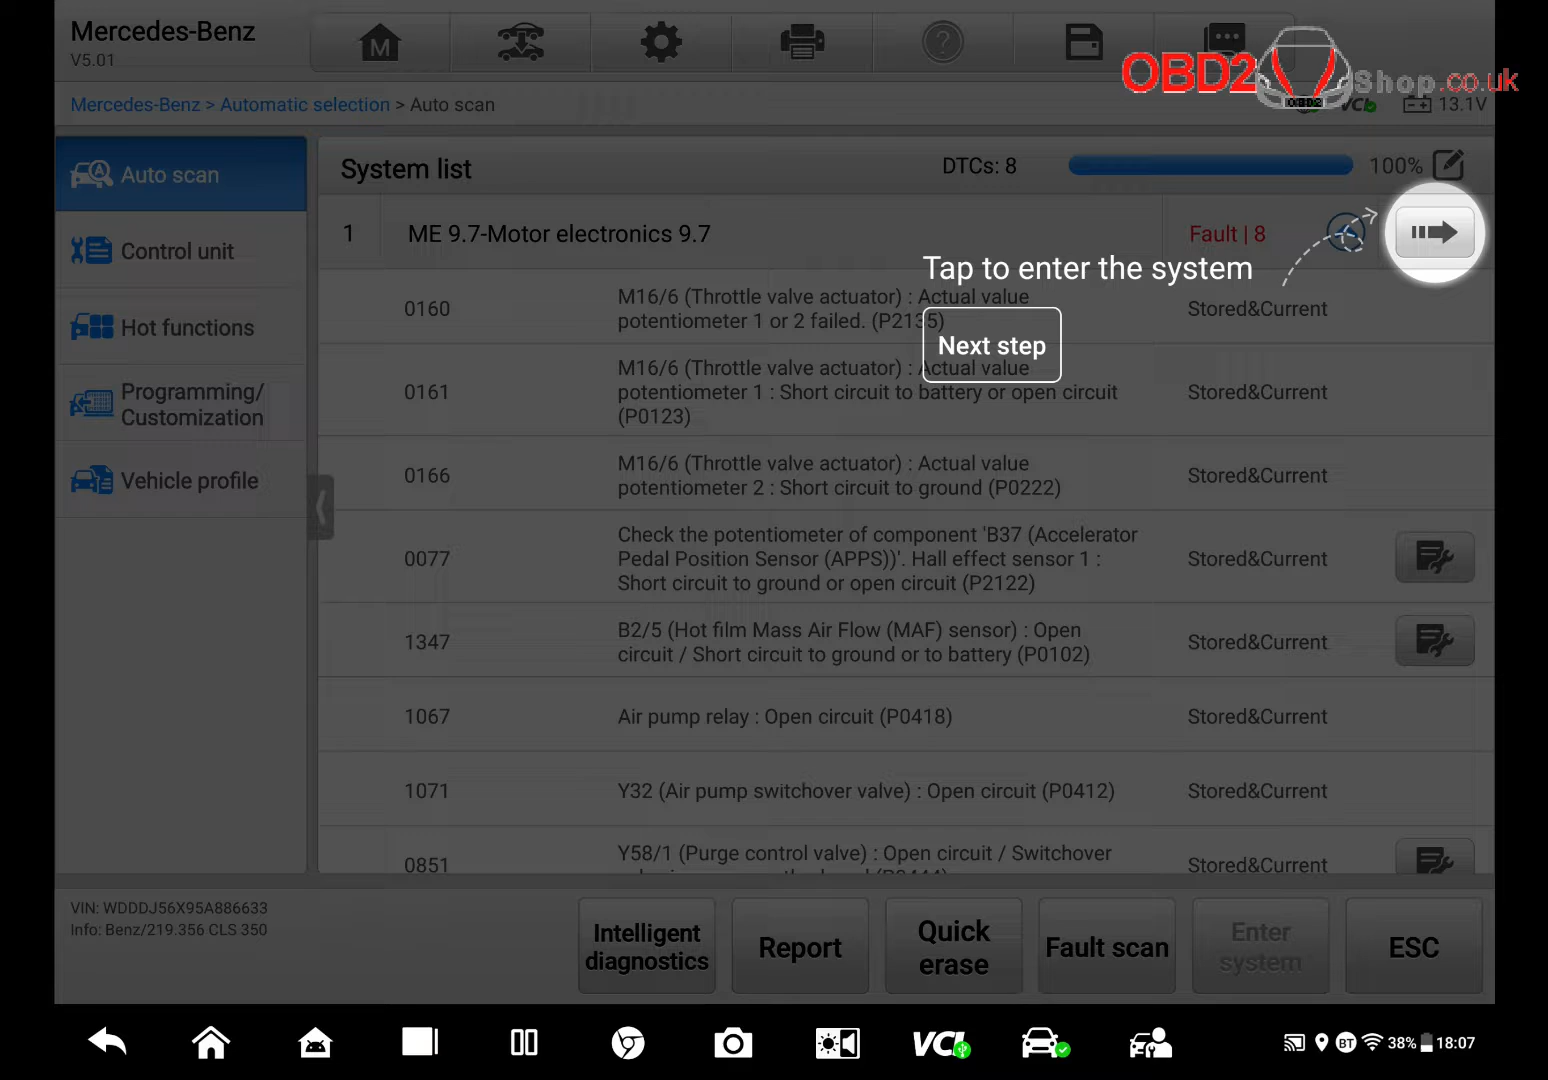 Mercedes-Benz
V5.01
M
?
OBD2Shop.co.uk
OBD2
Mercedes-Benz > Automatic selection > Auto scan
VCI
13.1V
Auto scan
Control unit
Hot functions
Programming/
Customization
Vehicle profile
System list
DTCs: 8
100%
1
ME 9.7-Motor electronics 9.7
Fault | 8
Tap to enter the system
Next step
0160
M16/6 (Throttle valve actuator) : Actual value
potentiometer 1 or 2 failed. (P2135)
Stored&Current
0161
M16/6 (Throttle valve actuator) : Actual value
potentiometer 1 : Short circuit to battery or open circuit
(P0123)
Stored&Current
0166
M16/6 (Throttle valve actuator) : Actual value
potentiometer 2 : Short circuit to ground (P0222)
Stored&Current
0077
Check the potentiometer of component 'B37 (Accelerator
Pedal Position Sensor (APPS))'. Hall effect sensor 1 :
Short circuit to ground or open circuit (P2122)
Stored&Current
1347
B2/5 (Hot film Mass Air Flow (MAF) sensor) : Open
circuit / Short circuit to ground or to battery (P0102)
Stored&Current
1067
Air pump relay : Open circuit (P0418)
Stored&Current
1071
Y32 (Air pump switchover valve) : Open circuit (P0412)
Stored&Current
0851
Y58/1 (Purge control valve) : Open circuit / Switchover
Stored&Current
VIN: WDDDJ56X95A886633
Info: Benz/219.356 CLS 350
Intelligent
diagnostics
Report
Quick
erase
Fault scan
Enter
system
ESC
VCI
BT
38%
18:07